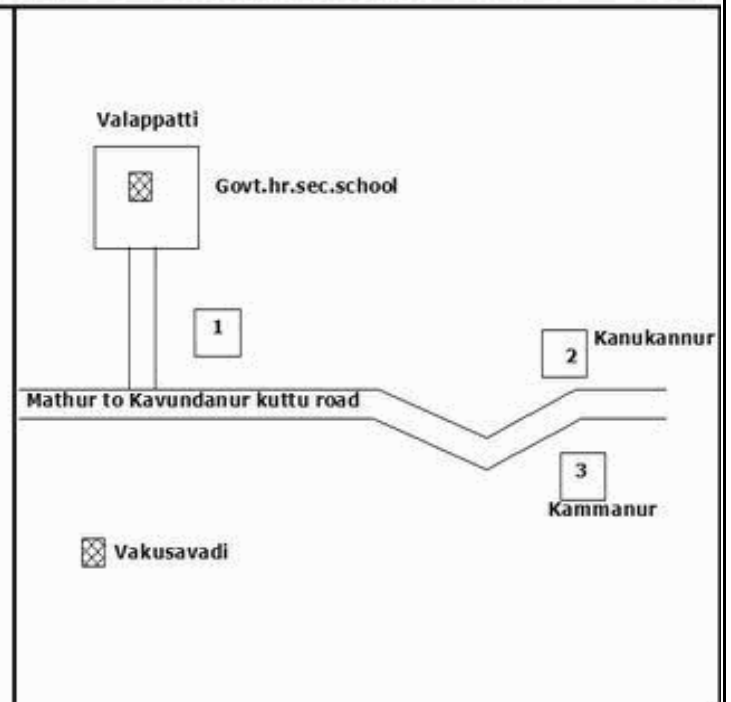 Valappatti
Govt.hr.sec.school
1
Kanukannur
2
Mathur to Kavundanur kuttu road
3
Kammanur
Vakusavadi